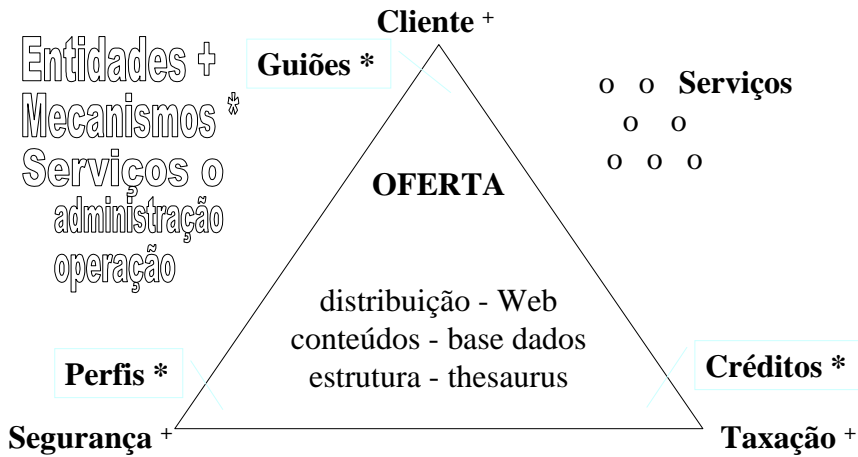 Cliente +
Entidades +
Mecanismos *
Serviços o
administração
operação
Guiões *
o o Serviços
o o
o o o
OFERTA
distribuição - Web
conteúdos - base dados
estrutura - thesaurus
Perfis *
Créditos *
Segurança +
Taxação +